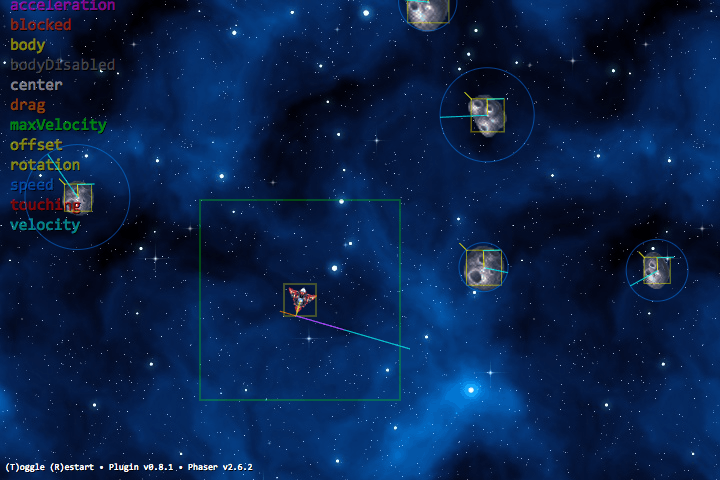 acceleration
blocked
body
bodyDisabled
center
drag
maxVelocity
offset
rotation
speed
touching
velocity
(T)oggle (R)estart • Plugin v0.8.1 • Phaser v2.6.2